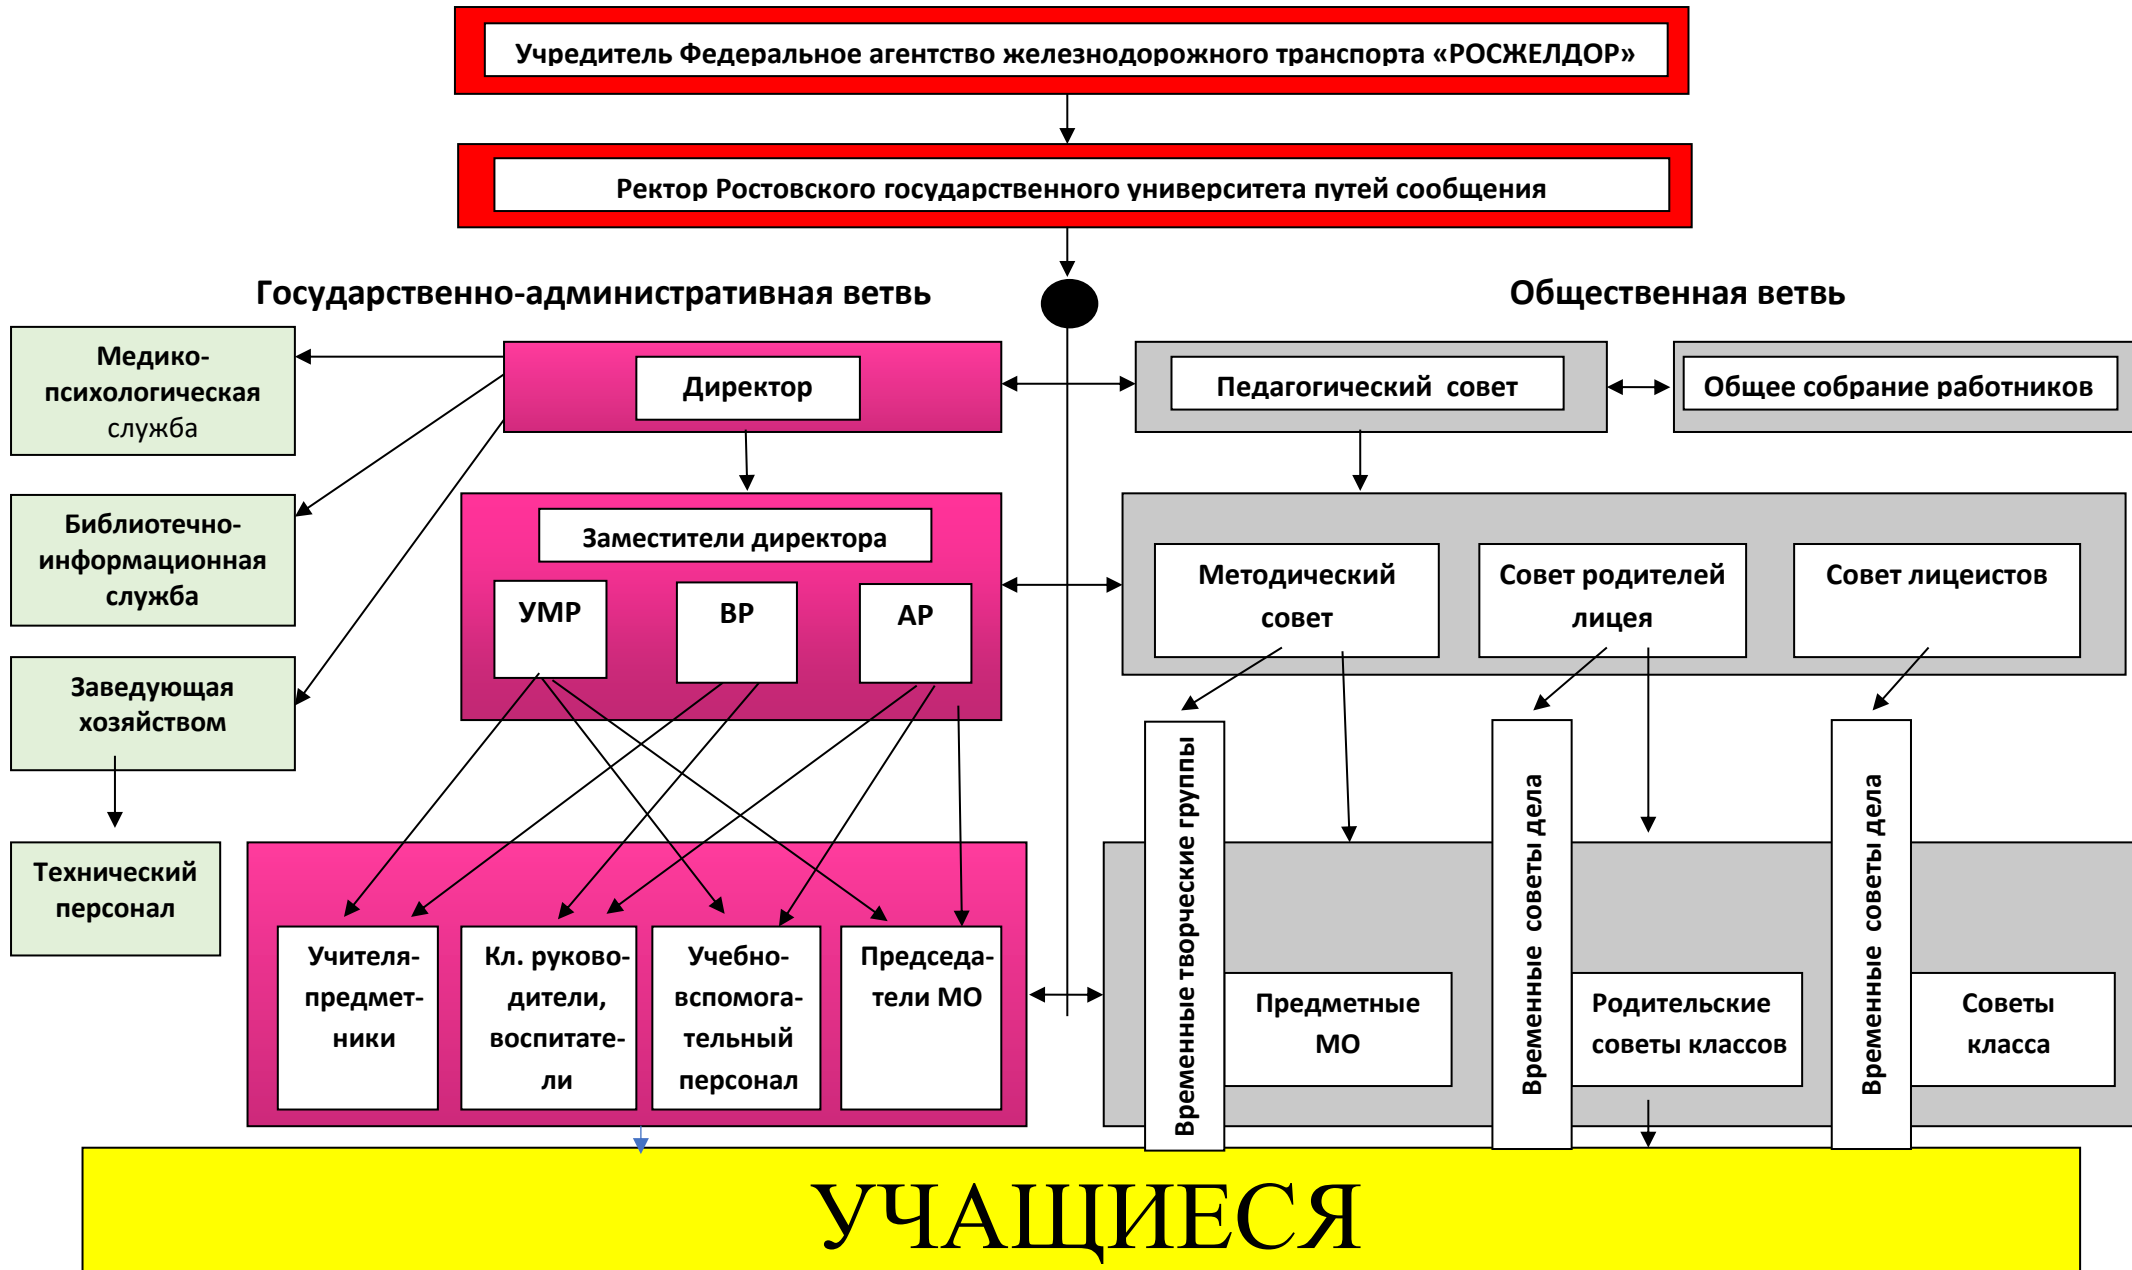 Учредитель Федеральное агентство железнодорожного транспорта «РОСЖЕЛДОР»
Ректор Ростовского государственного университета путей сообщения
Государственно-административная ветвь
Общественная ветвь
Медико-
психологическая
служба
Директор
Педагогический совет
Общее собрание работников
Библиотечно-
информационная
служба
Заместители директора
УМР
ВР
АР
Методический
совет
Совет родителей
лицея
Совет лицеистов
Заведующая
хозяйством
Технический
персонал
Временные творческие группы
Временные советы дела
Временные советы дела
Учителя-
предмет-
ники
Кл. руково-
дители,
воспитате-
ли
Учебно-
вспомога-
тельный
персонал
Председа-
тели МО
Предметные
МО
Родительские
советы классов
Советы
класса
УЧАЩИЕСЯ